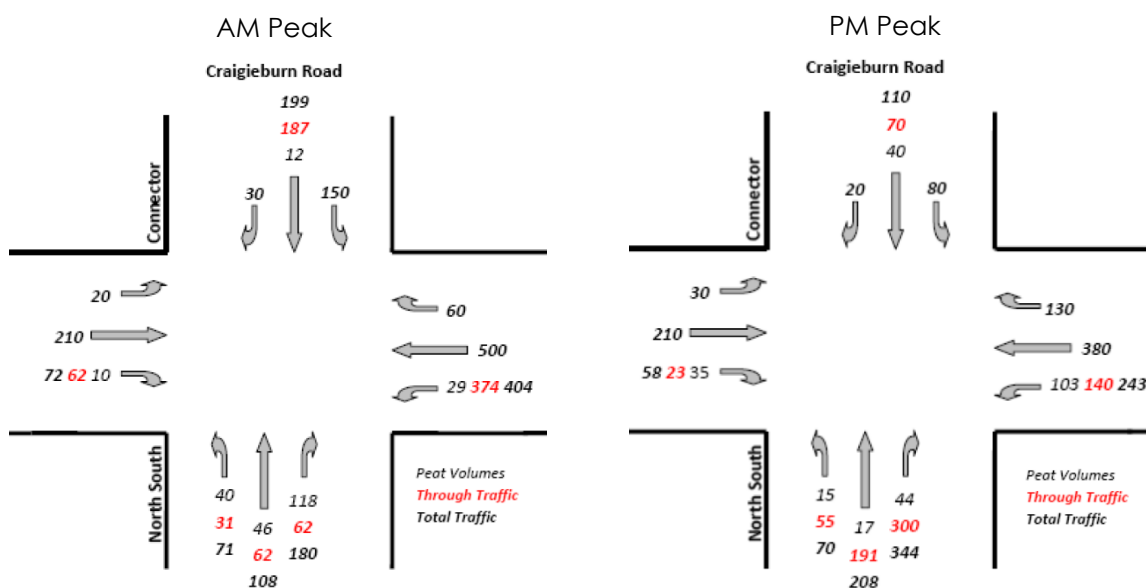 AM Peak
Craigieburn Road
199
187
12
30 150
Connector
20
210
72 62 10
60
500
29 374 404
North South
40 46 118
31 62 62
71 108 180
Peat Volumes
Through Traffic
Total Traffic
PM Peak
Craigieburn Road
110
70
40
20 80
Connector
30
210
58 23 35
130
380
103 140 243
North South
15 17 44
55 191 300
70 208 344
Peat Volumes
Through Traffic
Total Traffic